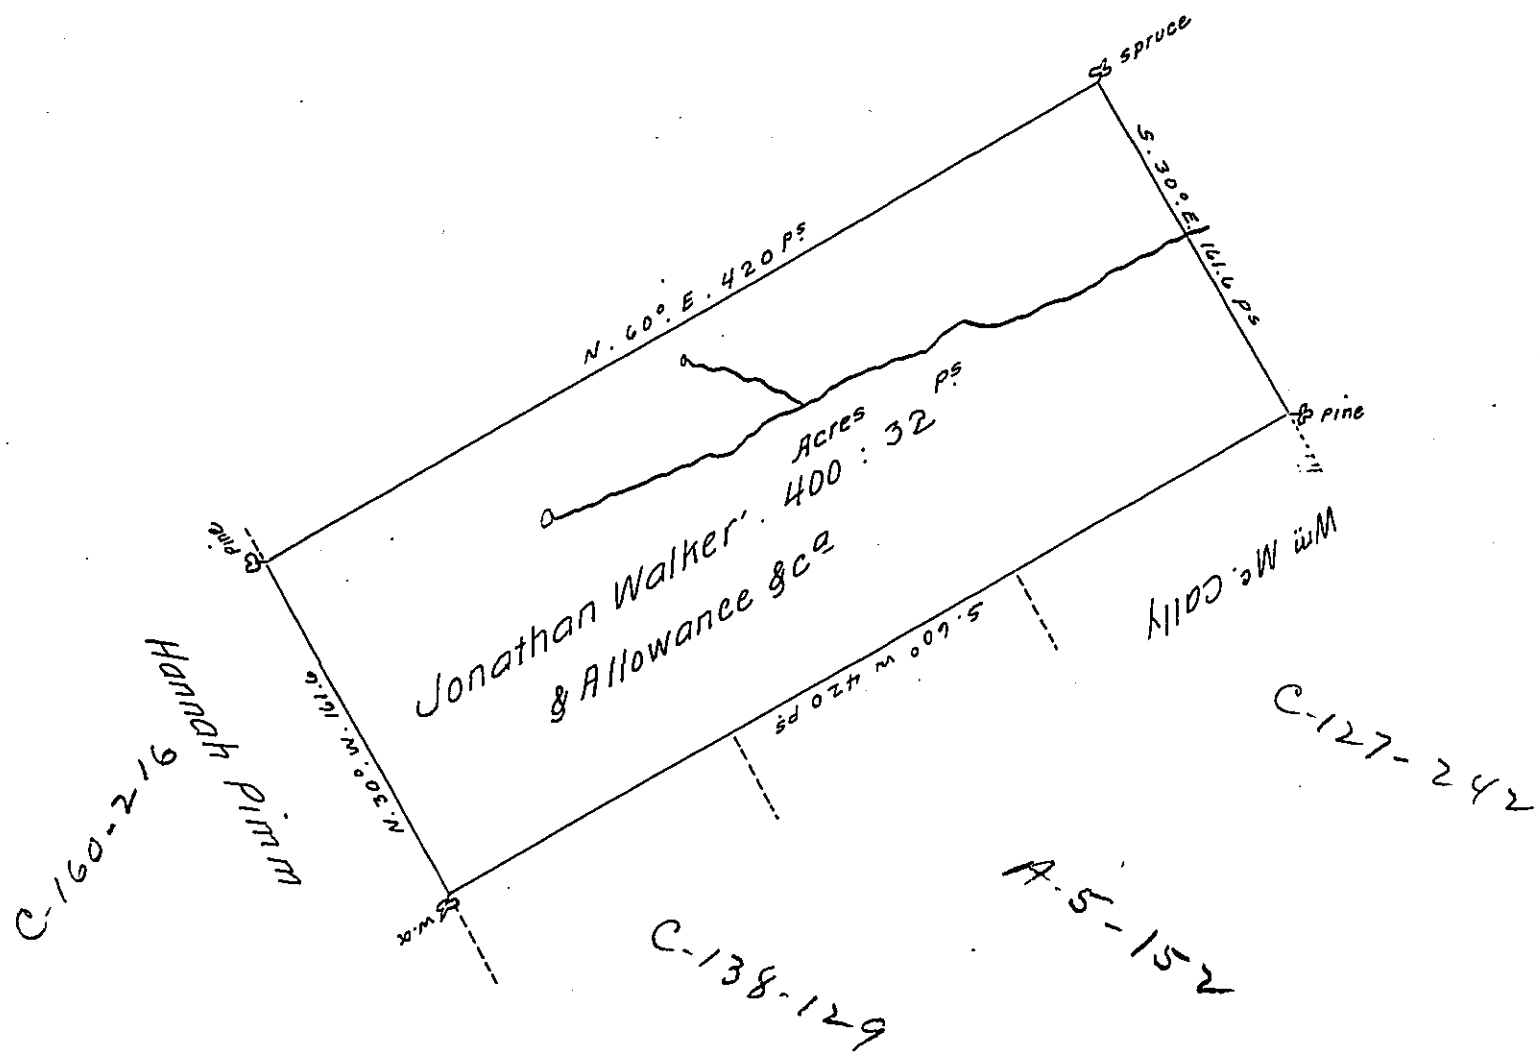 spruce
S. 30°. E. 161.6 ps
N. 60°. E. 420 Ps
pine
Pine
Acres
Jonathan Walker'. 400 : 32 ps
& Allowance &ca
S. 60° W 420 ps
N. 30°. W. 161.6
w.o.
Hannah Pimm
Wm Mc. Cally
C-160-216
C-127-242
A-5-152
C-138-129